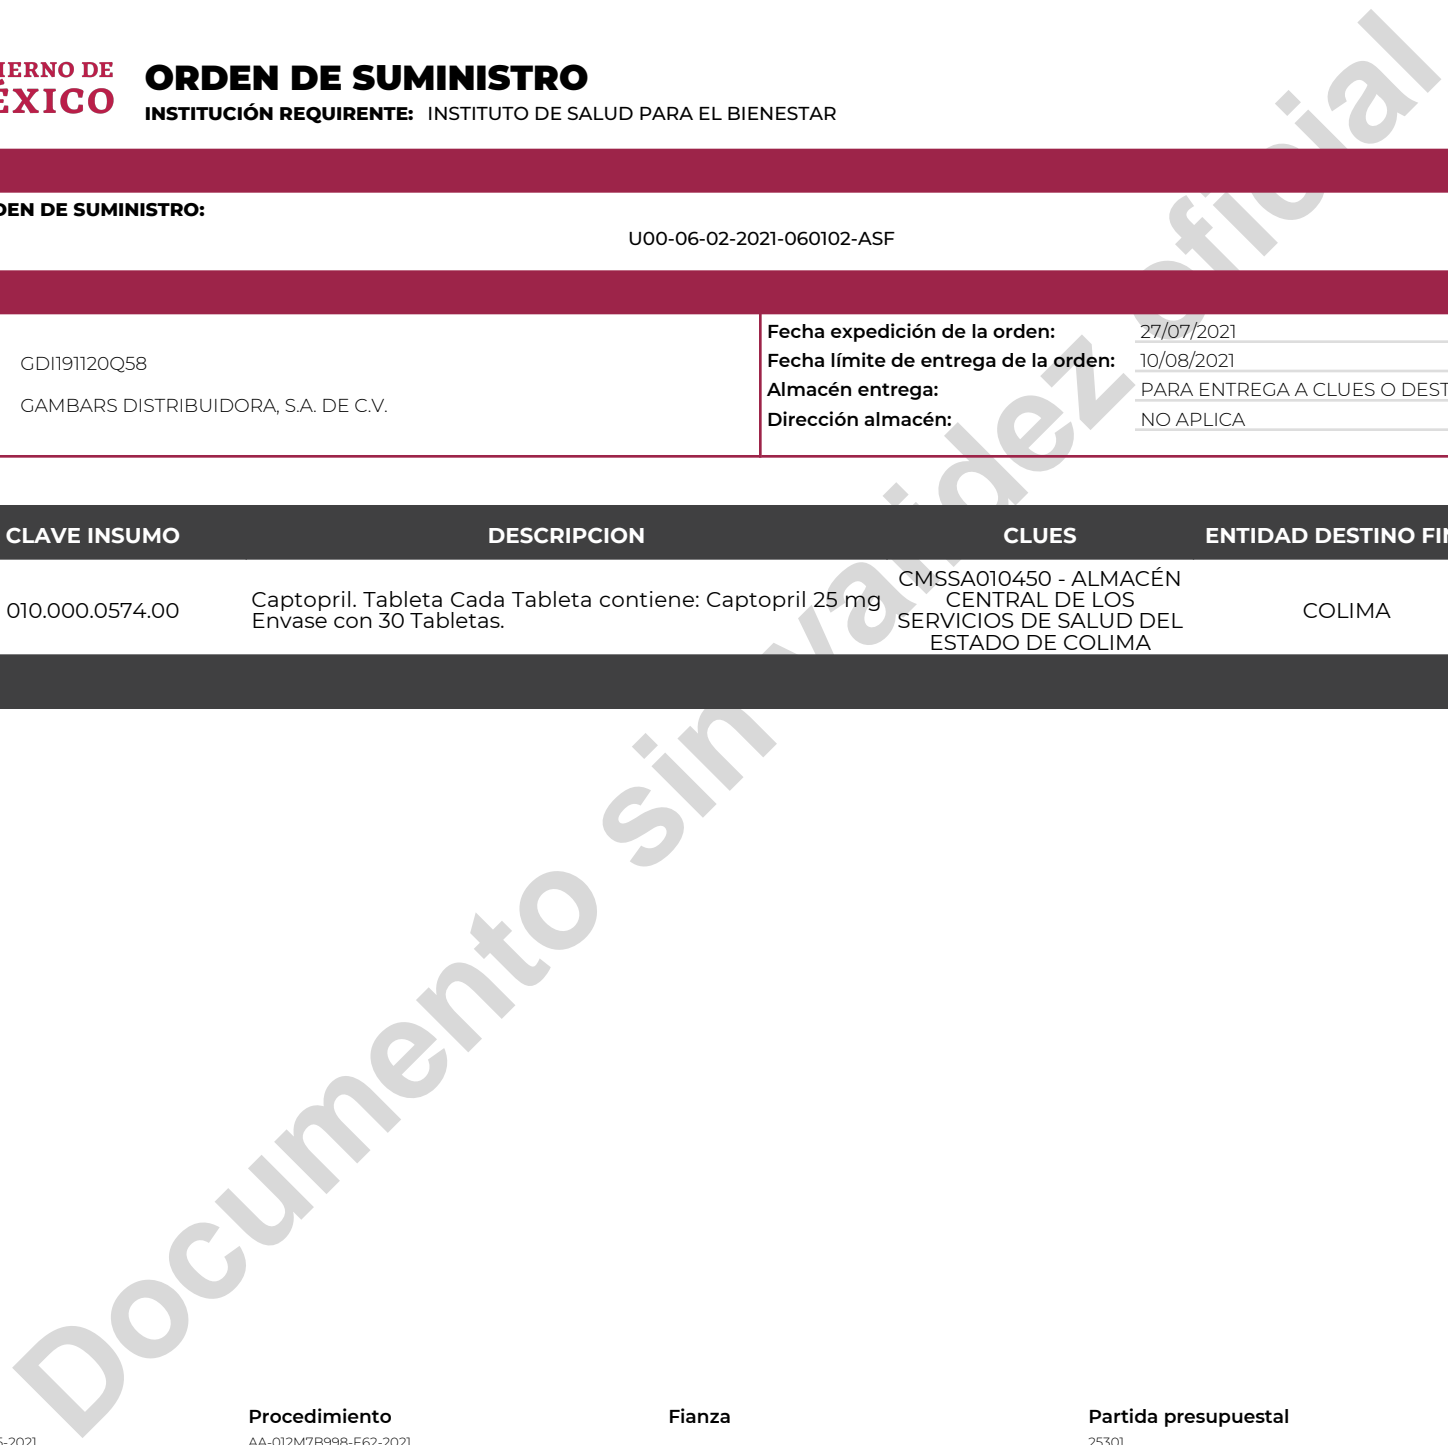 IERNO DE
ÉXICO
ORDEN DE SUMINISTRO
INSTITUCIÓN REQUIRENTE: INSTITUTO DE SALUD PARA EL BIENESTAR
DEN DE SUMINISTRO:
U00-06-02-2021-060102-ASF
GDI191120Q58
GAMBARS DISTRIBUIDORA, S.A. DE C.V.
Fecha expedición de la orden: 27/07/2021
Fecha límite de entrega de la orden: 10/08/2021
Almacén entrega: PARA ENTREGA A CLUES O DEST
Dirección almacén: NO APLICA
CLAVE INSUMO DESCRIPCION CLUES ENTIDAD DESTINO FIN
010.000.0574.00
Captopril. Tableta Cada Tableta contiene: Captopril 25 mg
Envase con 30 Tabletas.
CMSSA010450 - ALMACÉN
CENTRAL DE LOS
SERVICIOS DE SALUD DEL
ESTADO DE COLIMA
COLIMA
Documento sin validez oficial
Procedimiento Fianza Partida presupuestal
-2021 AA-012M7B998-E62-2021 25301